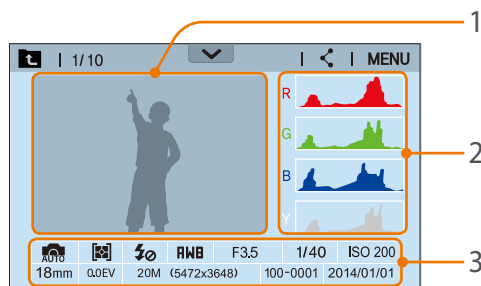 1
1/10 MENU
R
G
2
B
Y
AUTO AWB F3.5 1/40 ISO 200
3
18mm 0.0EV 20M (5472x3648) 100-0001 2014/01/01